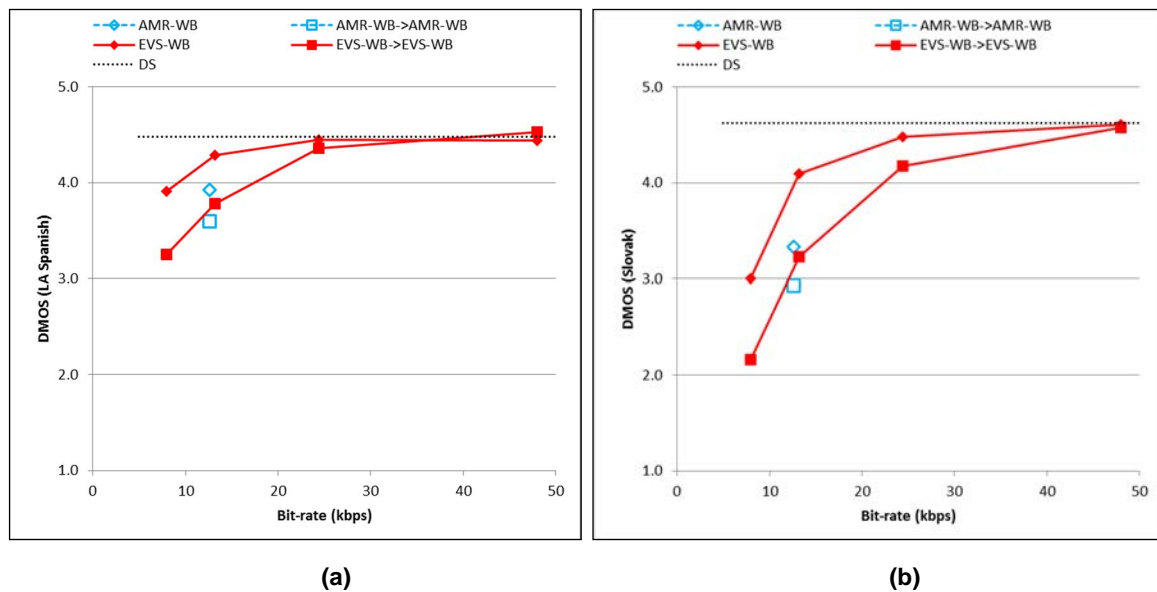 AMR-WB AMR-WB->AMR-WB
EVS-WB EVS-WB->EVS-WB
DS
5.0
4.0
3.0
2.0
1.0
DMOS (LA Spanish)
0 10 20 30 40 50
Bit-rate (kbps)
(a)
AMR-WB AMR-WB->AMR-WB
EVS-WB EVS-WB->EVS-WB
DS
5.0
4.0
3.0
2.0
1.0
DMOS (Slovak)
0 10 20 30 40 50
Bit-rate (kbps)
(b)